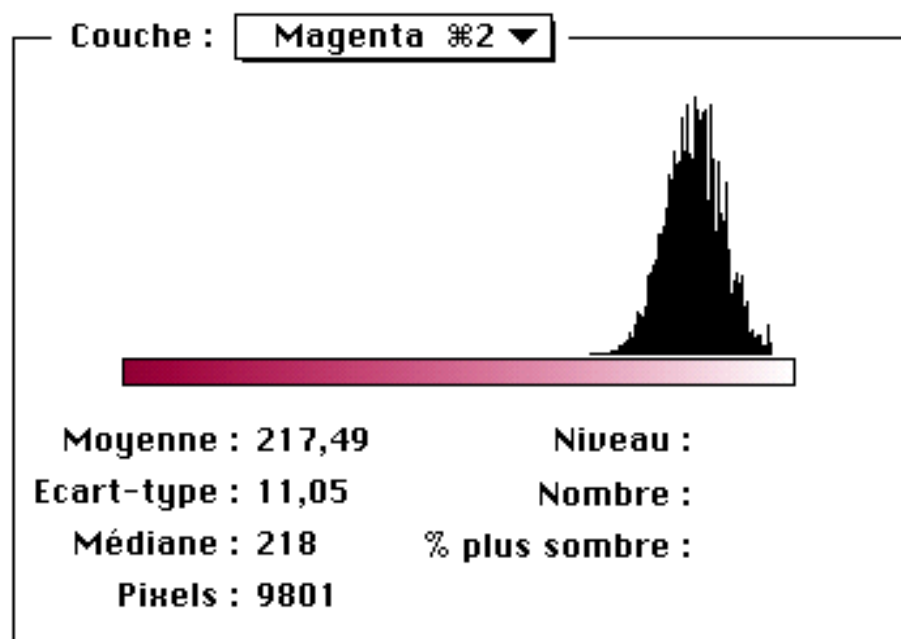 Couche : Magenta ⌘2 ▼
Moyenne : 217,49
Ecart-type : 11,05
Médiane : 218
Pixels : 9801
Niveau :
Nombre :
% plus sombre :